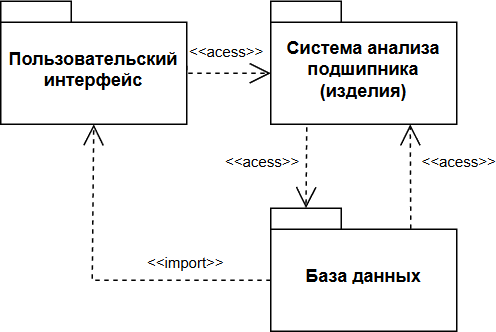 Пользовательский
интерфейс
<<acess>>
Система анализа
подшипника
(изделия)
<<acess>>
<<acess>>
<<import>>
База данных